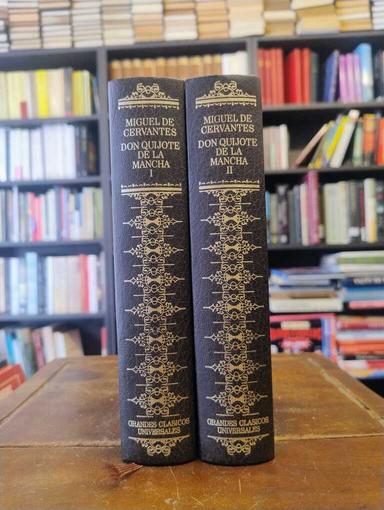 MIGUEL DE
CERVANTES
DON QUIJOTE
DE LA
MANCHA
I
GRANDES CLASICOS
UNIVERSALES
MIGUEL DE
CERVANTES
DON QUIJOTE
DE LA
MANCHA
II
GRANDES CLASICOS
UNIVERSALES